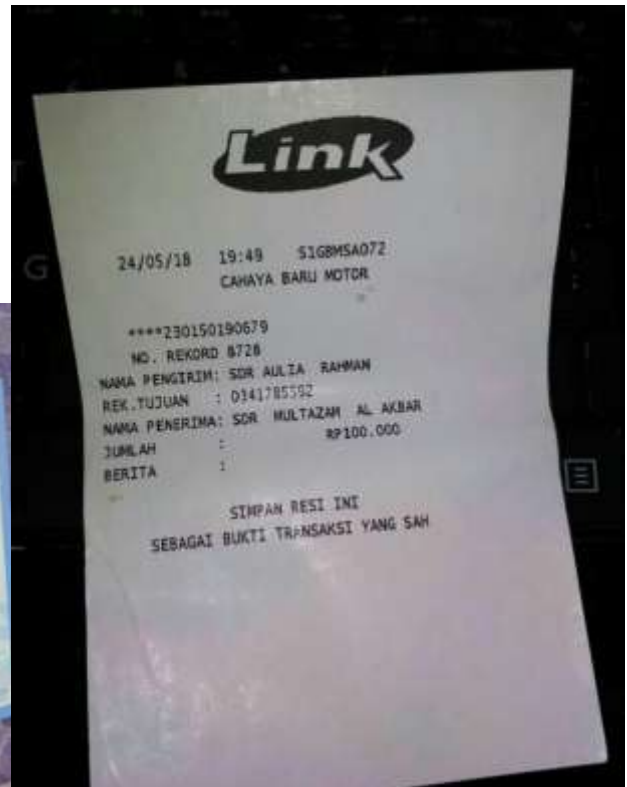 Link
24/05/18 19:49 S1GBMSA072
CAHAYA BARU MOTOR
****230150190679
NO. REKORD 8728
NAMA PENGIRIM: SDR AULIA RAHMAN
REK.TUJUAN : 0341785592
NAMA PENERIMA: SDR MULTAZAM AL AKBAR
JUMLAH : RP100.000
BERITA :
SIMPAN RESI INI
SEBAGAI BUKTI TRANSAKSI YANG SAH
G